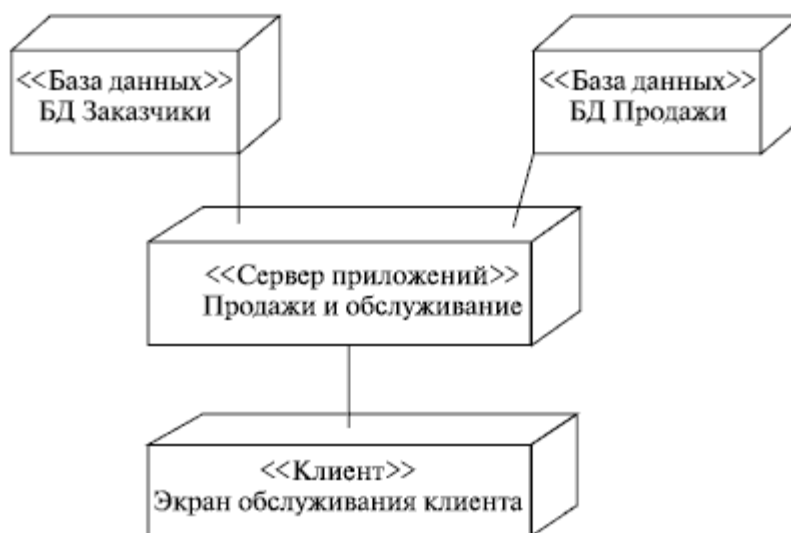 <<База данных>>
БД Заказчики
<<База данных>>
БД Продажи
<<Сервер приложений>>
Продажи и обслуживание
<<Клиент>>
Экран обслуживания клиента